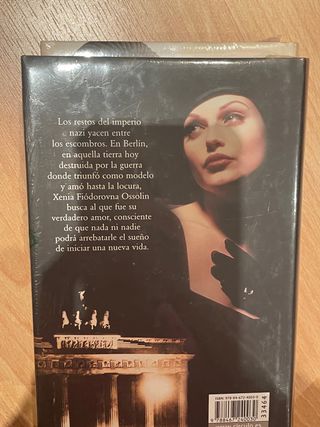 Los restos del imperio
nazi yacen entre
los escombros. En Berlín,
en aquella tierra hoy
destruida por la guerra
donde triunfó como modelo
y amó hasta la locura,
Xenia Fiódorovna Ossolin
busca al que fue su
verdadero amor, consciente
de que nada ni nadie
podrá arrebatarle el sueño
de iniciar una nueva vida.
33464